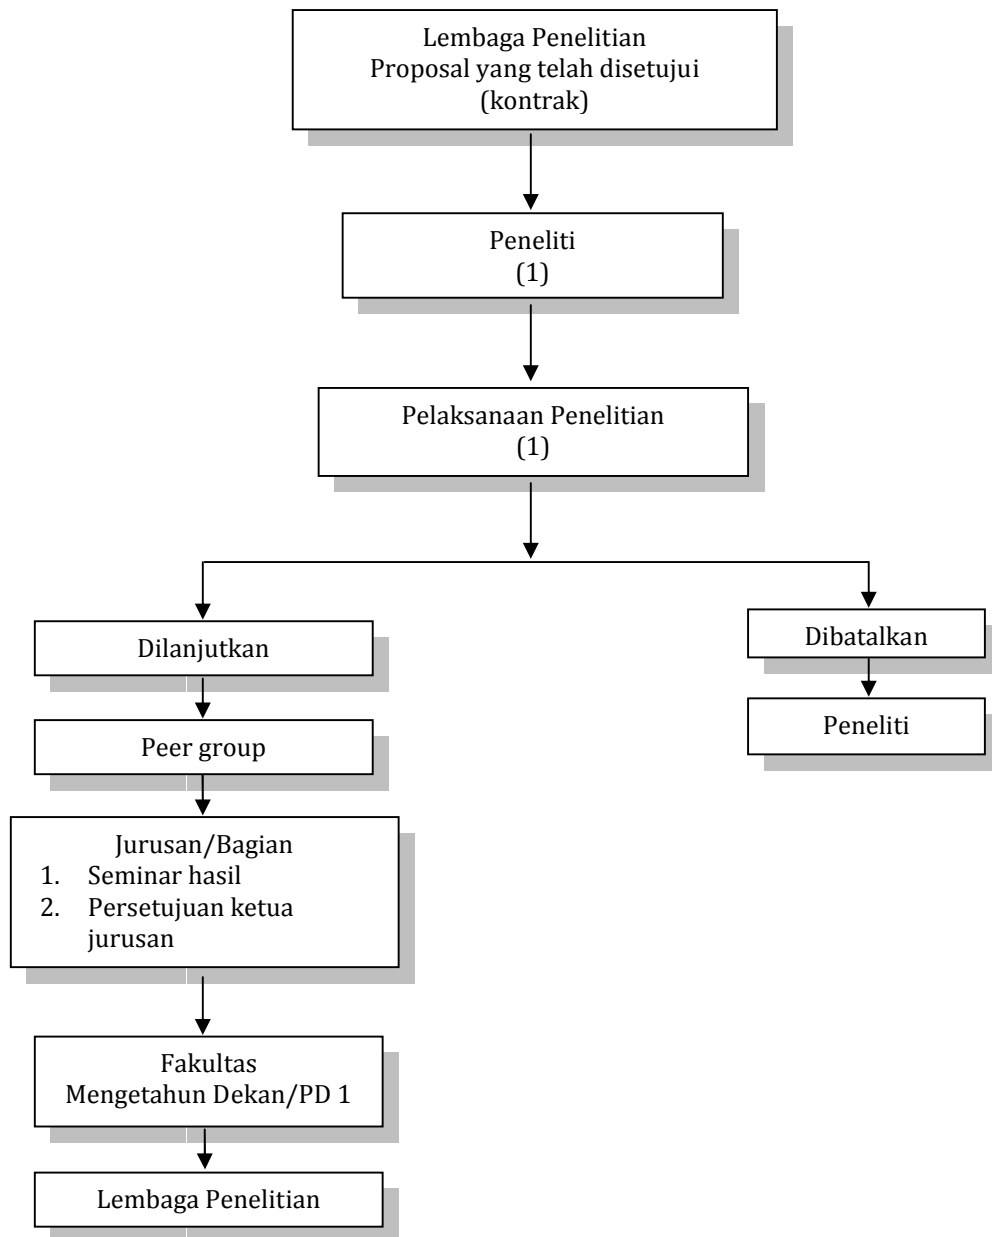 Lembaga Penelitian
Proposal yang telah disetujui
(kontrak)
Peneliti
(1)
Pelaksanaan Penelitian
(1)
Dilanjutkan
Dibatalkan
Peer group
Peneliti
Jurusan/Bagian
1. Seminar hasil
2. Persetujuan ketua
jurusan
Fakultas
Mengetahun Dekan/PD 1
Lembaga Penelitian